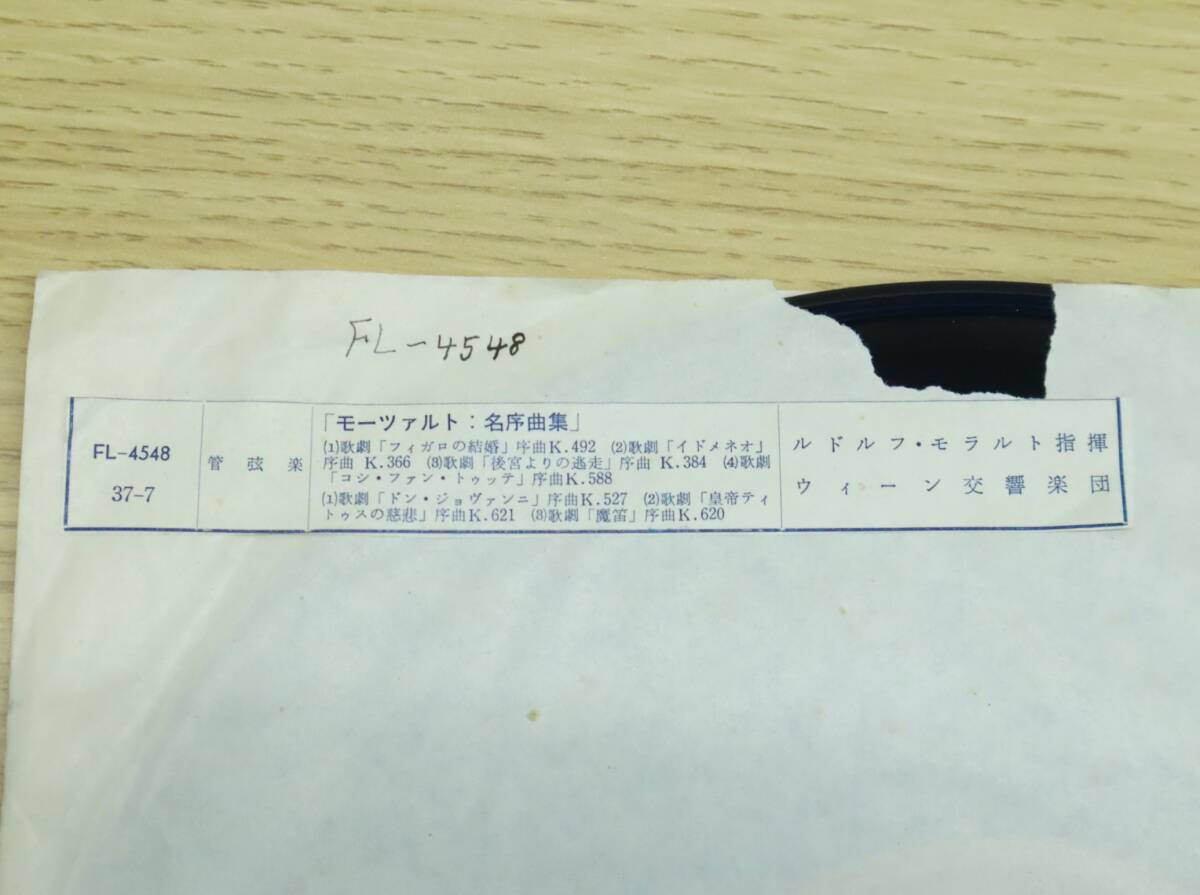 FL-4548
FL-4548
37-7
管弦楽
「モーツァルト：名序曲集」
(1)歌劇「フィガロの結婚」序曲K.492 (2)歌劇「イドメネオ」
序曲 K.366 (3)歌劇「後宮よりの逃走」序曲 K.384 (4)歌劇
「コシ・ファン・トゥッテ」序曲K.588
(1)歌劇「ドン・ジョヴァンニ」序曲K.527 (2)歌劇「皇帝ティ
トゥスの慈悲」序曲K.621 (3)歌劇「魔笛」序曲K.620
ルドルフ・モラルト指揮
ウィーン交響楽団